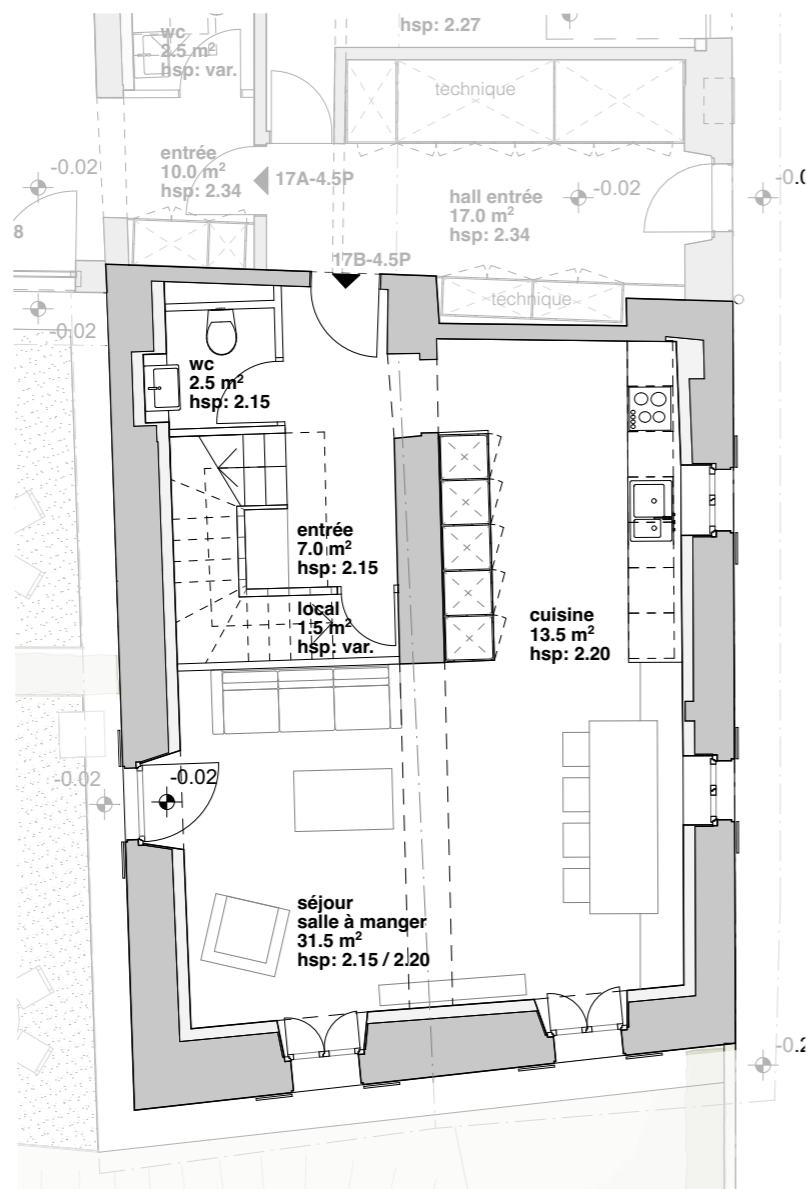 hsp: 2.27
wc
2.5 m²
hsp: var.
technique
entrée
10.0 m²
hsp: 2.34
-0.02
17A-4.5P
hall entrée
17.0 m²
hsp: 2.34
-0.02
8
17B-4.5P
technique
-0.02
wc
2.5 m²
hsp: 2.15
entrée
7.0 m²
hsp: 2.15
local
1.5 m²
hsp: var.
cuisine
13.5 m²
hsp: 2.20
-0.02
-0.02
séjour
salle à manger
31.5 m²
hsp: 2.15 / 2.20